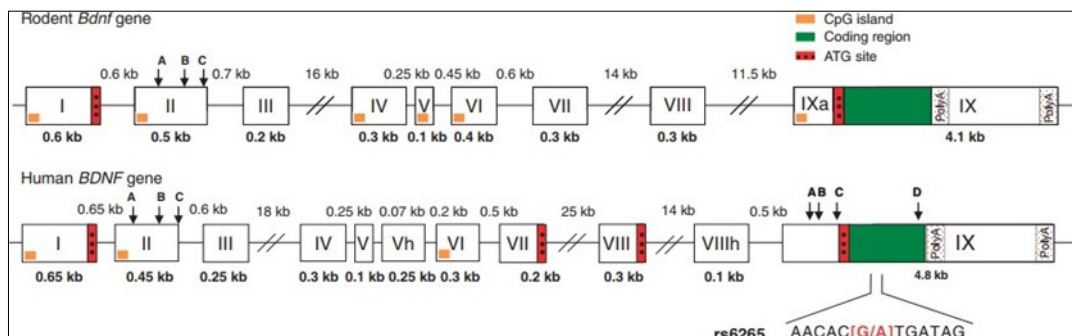 Rodent Bdnf gene
CpG island
Coding region
ATG site
A B C
0.6 kb 0.7 kb 16 kb 0.25 kb 0.45 kb 0.6 kb 14 kb 11.5 kb
I II III IV V VI VII VIII IXa PolyA IX PolyA
0.6 kb 0.5 kb 0.2 kb 0.3 kb 0.1 kb 0.4 kb 0.3 kb 0.3 kb 4.1 kb
Human BDNF gene
A B C A B C D
0.65 kb 0.6 kb 18 kb 0.25 kb 0.07 kb 0.2 kb 0.5 kb 25 kb 14 kb 0.5 kb
I II III IV V Vh VI VII VIII VIIIh PolyA IX PolyA
0.65 kb 0.45 kb 0.25 kb 0.3 kb 0.1 kb 0.25 kb 0.3 kb 0.2 kb 0.3 kb 0.1 kb 4.8 kb
rs6265 AACAC[G/A]TGATAG